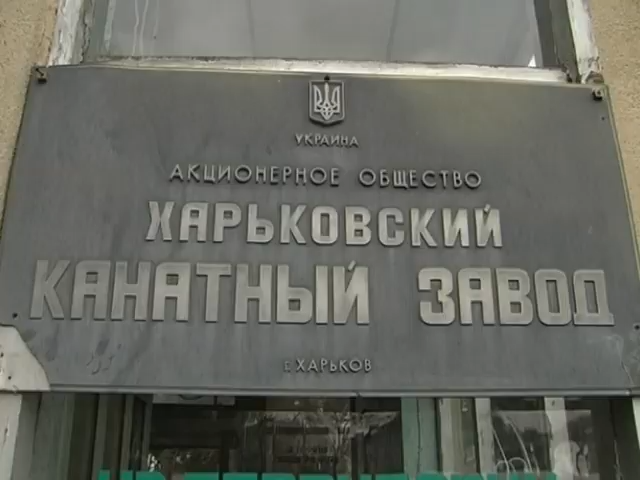 УКРАИНА
АКЦИОНЕРНОЕ ОБЩЕСТВО
ХАРЬКОВСКИЙ
КАНАТНЫЙ ЗАВОД
г. ХАРЬКОВ